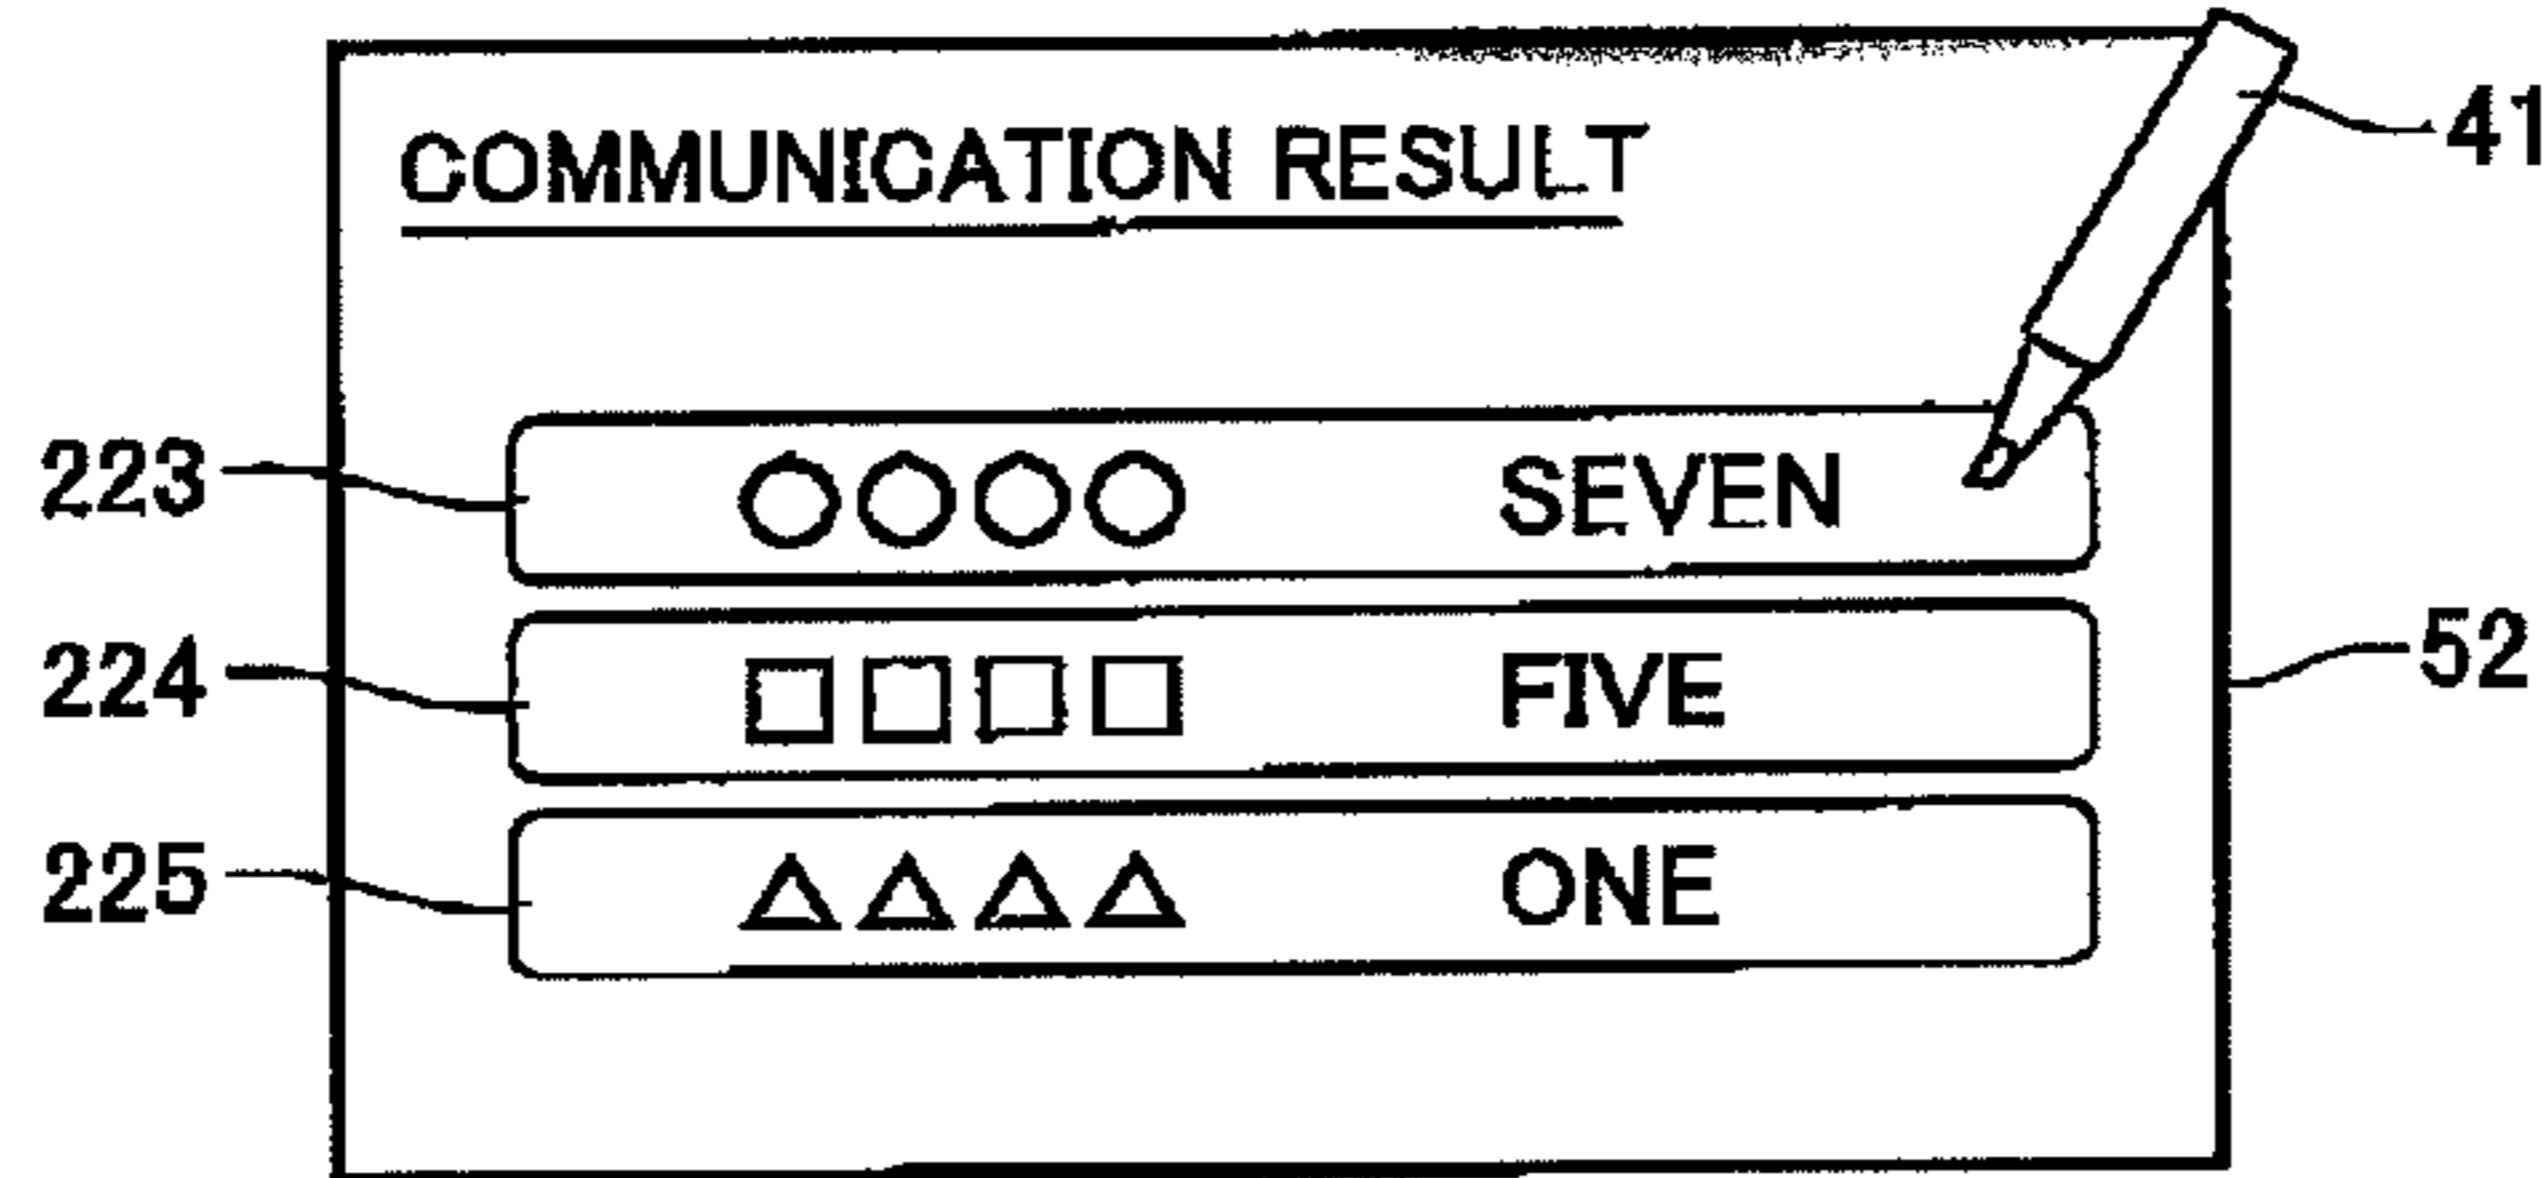 COMMUNICATION RESULT
41
223 ○○○○ SEVEN
224 □□□□ FIVE
52
225 △△△△ ONE